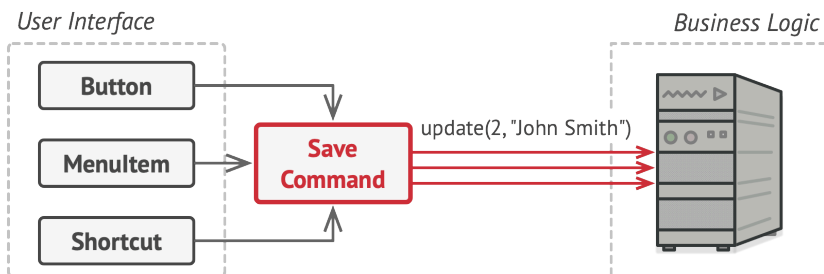 User Interface
Business Logic
Button
MenuItem
Shortcut
Save
Command
update(2, "John Smith")